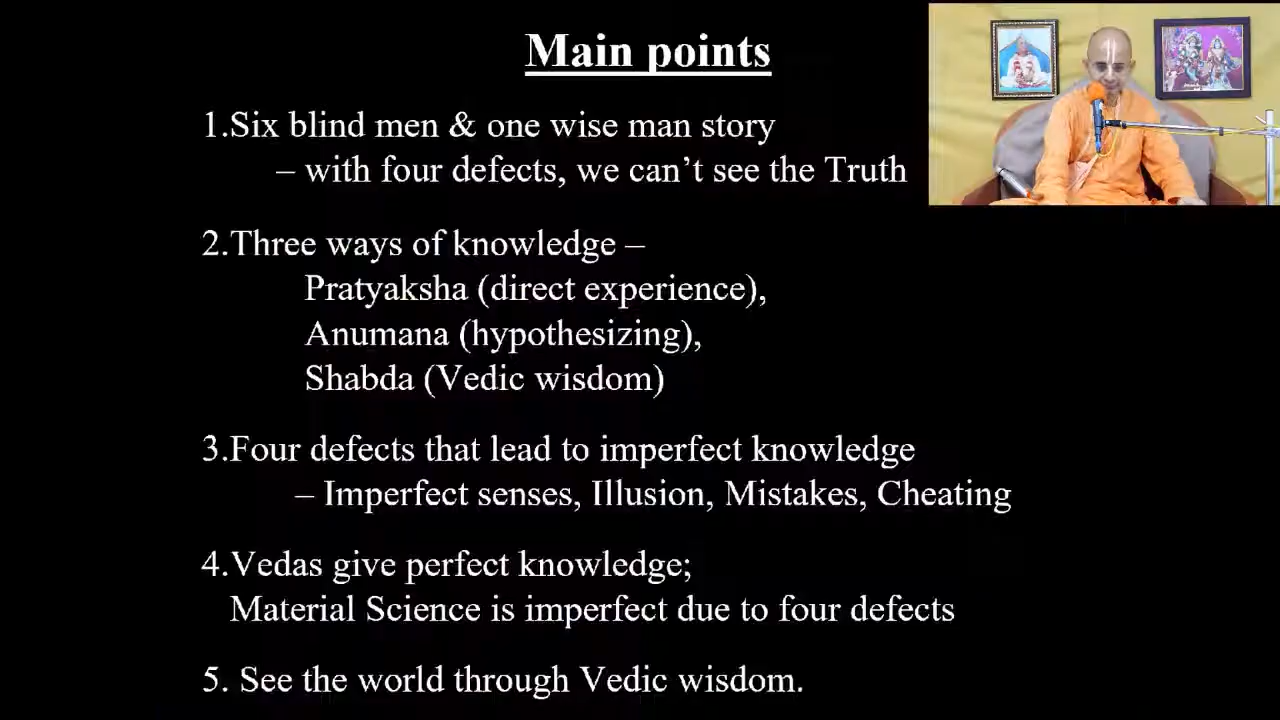 Main points
1.Six blind men & one wise man story
– with four defects, we can’t see the Truth
2.Three ways of knowledge –
Pratyaksha (direct experience),
Anumana (hypothesizing),
Shabda (Vedic wisdom)
3.Four defects that lead to imperfect knowledge
– Imperfect senses, Illusion, Mistakes, Cheating
4.Vedas give perfect knowledge;
Material Science is imperfect due to four defects
5. See the world through Vedic wisdom.